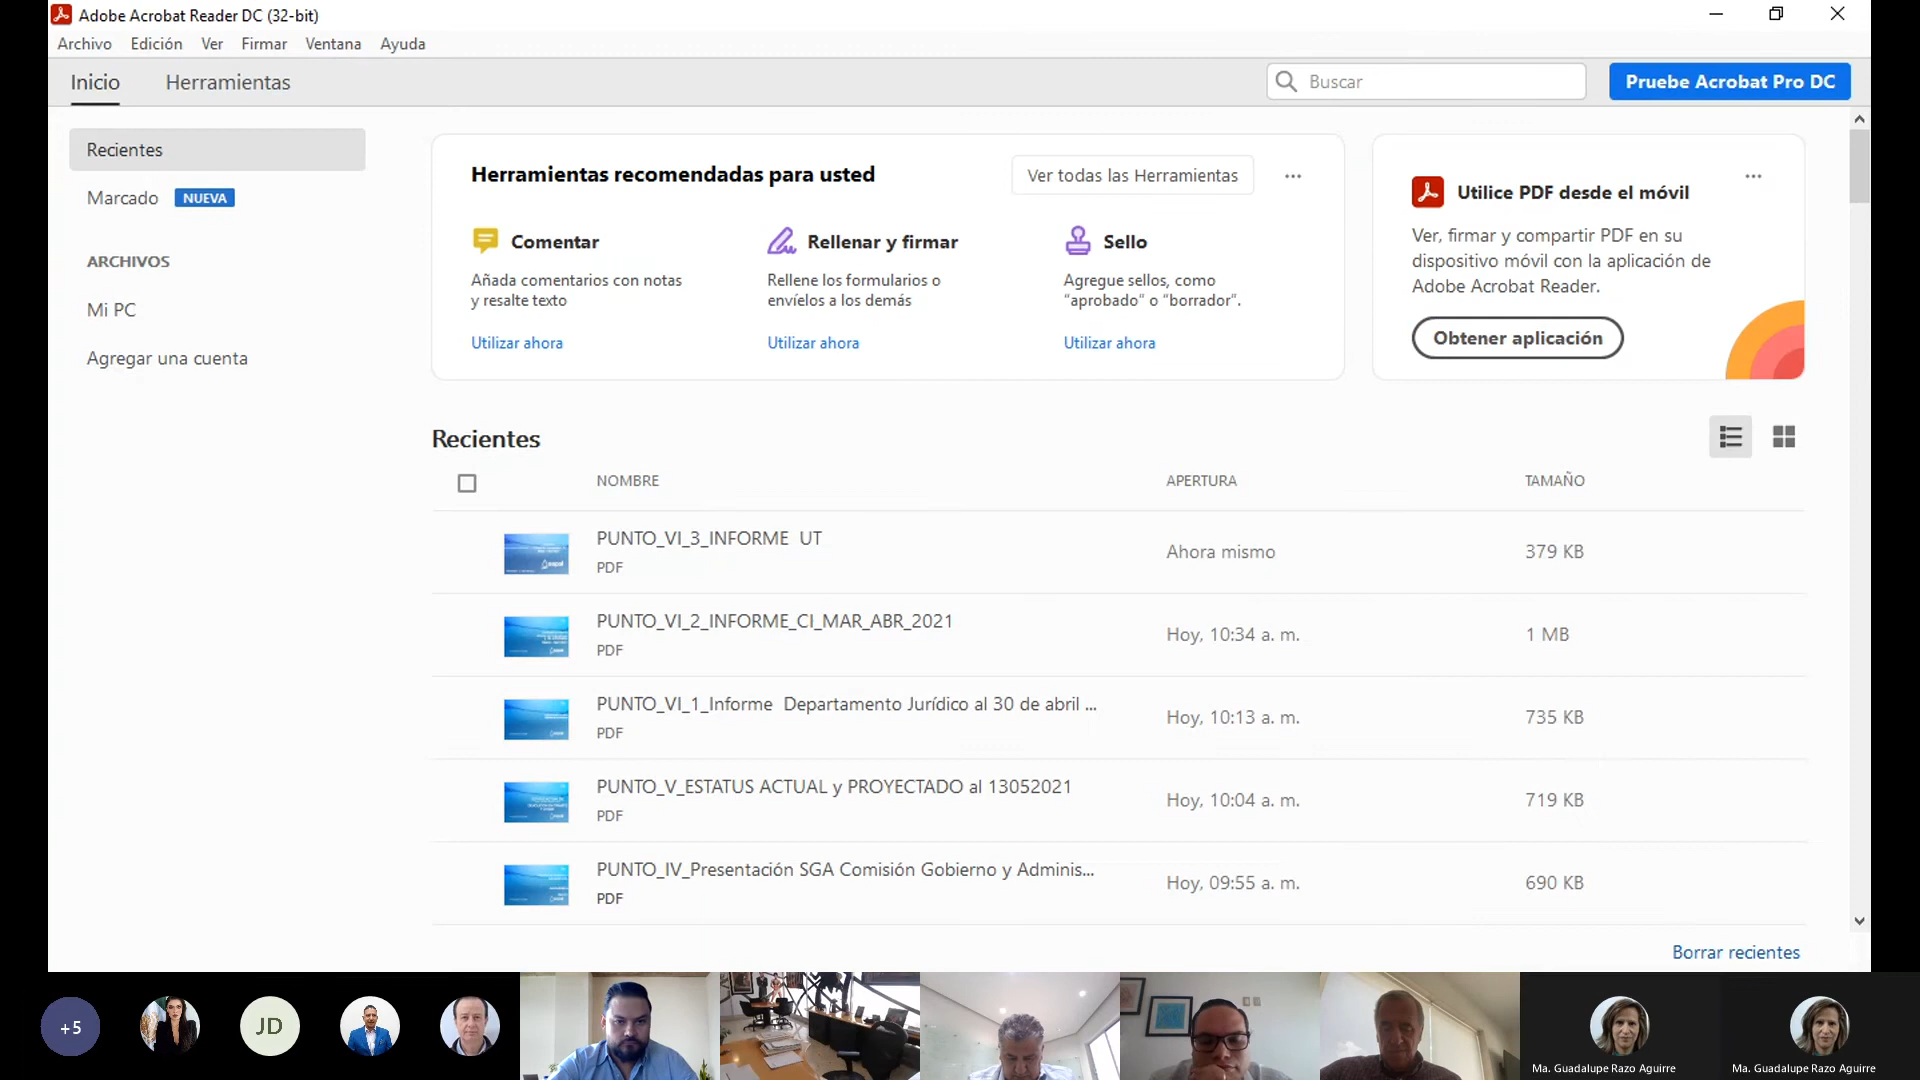 Adobe Acrobat Reader DC (32-bit)
Archivo Edición Ver Firmar Ventana Ayuda
Inicio Herramientas Buscar Pruebe Acrobat Pro DC
Recientes
Marcado NUEVA
ARCHIVOS
Mi PC
Agregar una cuenta
Herramientas recomendadas para usted Ver todas las Herramientas
Comentar
Añada comentarios con notas
y resalte texto
Utilizar ahora
Rellenar y firmar
Rellene los formularios o
envíelos a los demás
Utilizar ahora
Sello
Agregue sellos, como
“aprobado” o “borrador”.
Utilizar ahora
Utilice PDF desde el móvil
Ver, firmar y compartir PDF en su
dispositivo móvil con la aplicación de
Adobe Acrobat Reader.
Obtener aplicación
Recientes
NOMBRE APERTURA TAMAÑO
PUNTO_VI_3_INFORME UT
PDF
Ahora mismo 379 KB
PUNTO_VI_2_INFORME_CI_MAR_ABR_2021
PDF
Hoy, 10:34 a. m. 1 MB
PUNTO_VI_1_Informe Departamento Jurídico al 30 de abril ...
PDF
Hoy, 10:13 a. m. 735 KB
PUNTO_V_ESTATUS ACTUAL y PROYECTADO al 13052021
PDF
Hoy, 10:04 a. m. 719 KB
PUNTO_IV_Presentación SGA Comisión Gobierno y Adminis...
PDF
Hoy, 09:55 a. m. 690 KB
Borrar recientes
+5
JD
Ma. Guadalupe Razo Aguirre
Ma. Guadalupe Razo Aguirre